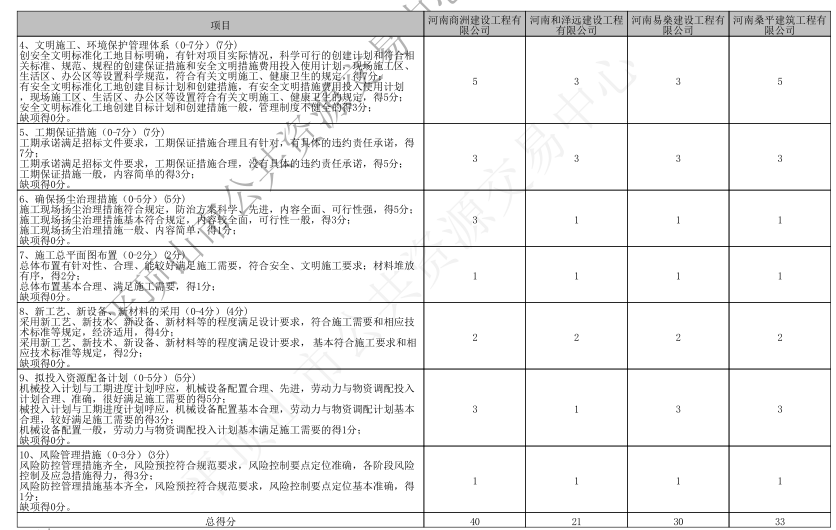 项目
河南商洲建设工程有限公司
河南和泽远建设工程有限公司
河南易燊建设工程有限公司
河南桑平建筑工程有限公司
4、文明施工、环境保护管理体系（0-7分）(7分)
创安全文明标准化工地目标明确，有针对项目实际情况，科学可行的创建计划和符合相
关标准、规范、规程的创建保证措施和安全文明措施费用投入使用计划，现场施工区、
生活区、办公区等设置科学规范，符合有关文明施工、健康卫生的规定，得7分；
有安全文明标准化工地创建目标计划和创建措施，有安全文明措施费用投入使用计划
，现场施工区、生活区、办公区等设置符合有关文明施工、健康卫生的规定，得5分；
安全文明标准化工地创建目标计划和创建措施一般，管理制度不健全的得3分；
缺项得0分。
5 3 3 5
5、工期保证措施（0-7分）(7分)
工期承诺满足招标文件要求，工期保证措施合理且有针对，有具体的违约责任承诺，得
7分；
工期承诺满足招标文件要求，工期保证措施合理，没有具体的违约责任承诺，得5分；
工期保证措施一般，内容简单的得3分；
缺项得0分。
3 3 3 3
6、确保扬尘治理措施（0-5分）(5分)
施工现场扬尘治理措施符合规定，防治方案科学、先进，内容全面、可行性强，得5分；
施工现场扬尘治理措施基本符合规定，内容较全面，可行性一般，得3分；
施工现场扬尘治理措施一般、内容简单，得1分；
缺项得0分。
3 1 1 1
7、施工总平面图布置（0-2分）(2分)
总体布置有针对性、合理、能较好满足施工需要，符合安全、文明施工要求；材料堆放
有序，得2分；
总体布置基本合理、满足施工需要，得1分；
缺项得0分。
1 1 1 1
8、新工艺、新设备、新材料的采用（0-4分）(4分)
采用新工艺、新技术、新设备、新材料等的程度满足设计要求，符合施工需要和相应技
术标准等规定，经济适用，得4分；
采用新工艺、新技术、新设备、新材料等的程度满足设计要求， 基本符合施工要求和相
应技术标准等规定，得2分；
缺项得0分。
2 2 2 2
9、拟投入资源配备计划（0-5分）(5分)
机械投入计划与工期进度计划呼应，机械设备配置合理、先进，劳动力与物资调配投入
计划合理、准确，很好满足施工需要的得5分；
械投入计划与工期进度计划呼应，机械设备配置基本合理、劳动力与物资调配计划基本
合理，较好满足施工需要的得3分；
机械设备配置一般，劳动力与物资调配投入计划基本满足施工需要的得1分；
缺项得0分。
3 1 3 3
10、风险管理措施（0-3分）(3分)
风险防控管理措施齐全，风险预控符合规范要求，风险控制要点定位准确，各阶段风险
控制及应急措施得力，得3分；
风险防控管理措施基本齐全，风险预控符合规范要求，风险控制要点定位基本准确，得
1分；
缺项得0分。
1 1 1 1
总得分 40 21 30 33
平顶山市公共资源交易中心
平顶山市公共资源交易中心